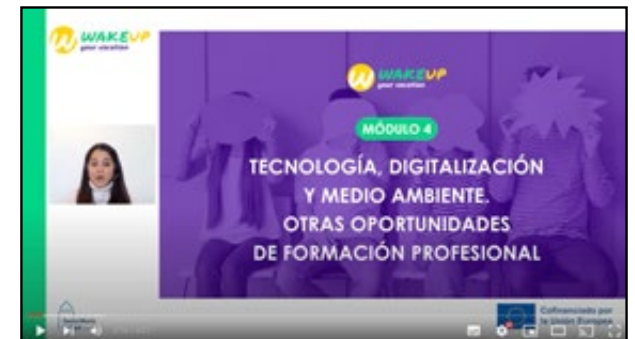 WAKEUP
your vocation
WAKEUP
your vocation
MÓDULO 4
TECNOLOGÍA, DIGITALIZACIÓN
Y MEDIO AMBIENTE.
OTRAS OPORTUNIDADES
DE FORMACIÓN PROFESIONAL
Cofinanciado por
la Unión Europea